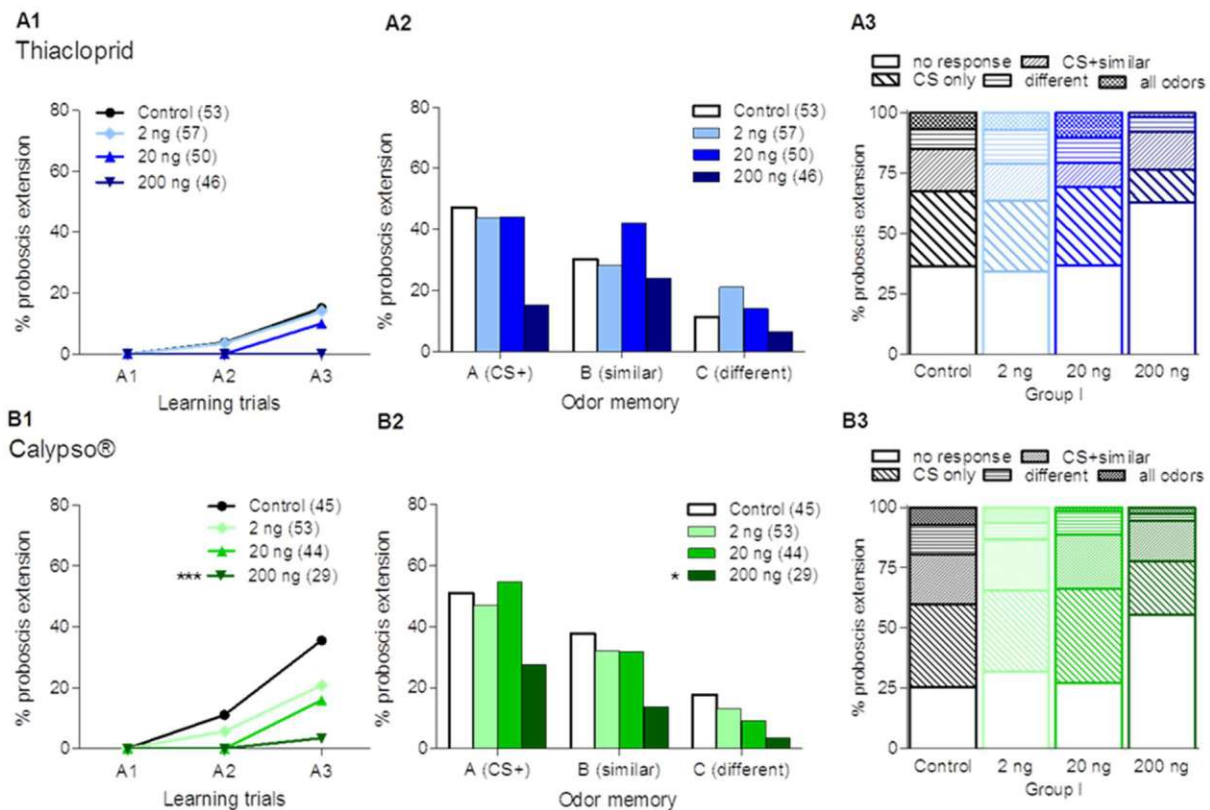 A1
Thiacloprid
Control (53)
2 ng (57)
20 ng (50)
200 ng (46)
% proboscis extension
80
60
40
20
0
A1 A2 A3
Learning trials
A2
Control (53)
2 ng (57)
20 ng (50)
200 ng (46)
% proboscis extension
80
60
40
20
0
A (CS+) B (similar) C (different)
Odor memory
A3
no response CS+similar
CS only different all odors
% proboscis extension
100
75
50
25
0
Control 2 ng 20 ng 200 ng
Group I
B1
Calypso®
Control (45)
2 ng (53)
20 ng (44)
*** 200 ng (29)
% proboscis extension
80
60
40
20
0
A1 A2 A3
Learning trials
B2
Control (45)
2 ng (53)
20 ng (44)
* 200 ng (29)
% proboscis extension
80
60
40
20
0
A (CS+) B (similar) C (different)
Odor memory
B3
no response CS+similar
CS only different all odors
% proboscis extension
100
75
50
25
0
Control 2 ng 20 ng 200 ng
Group I